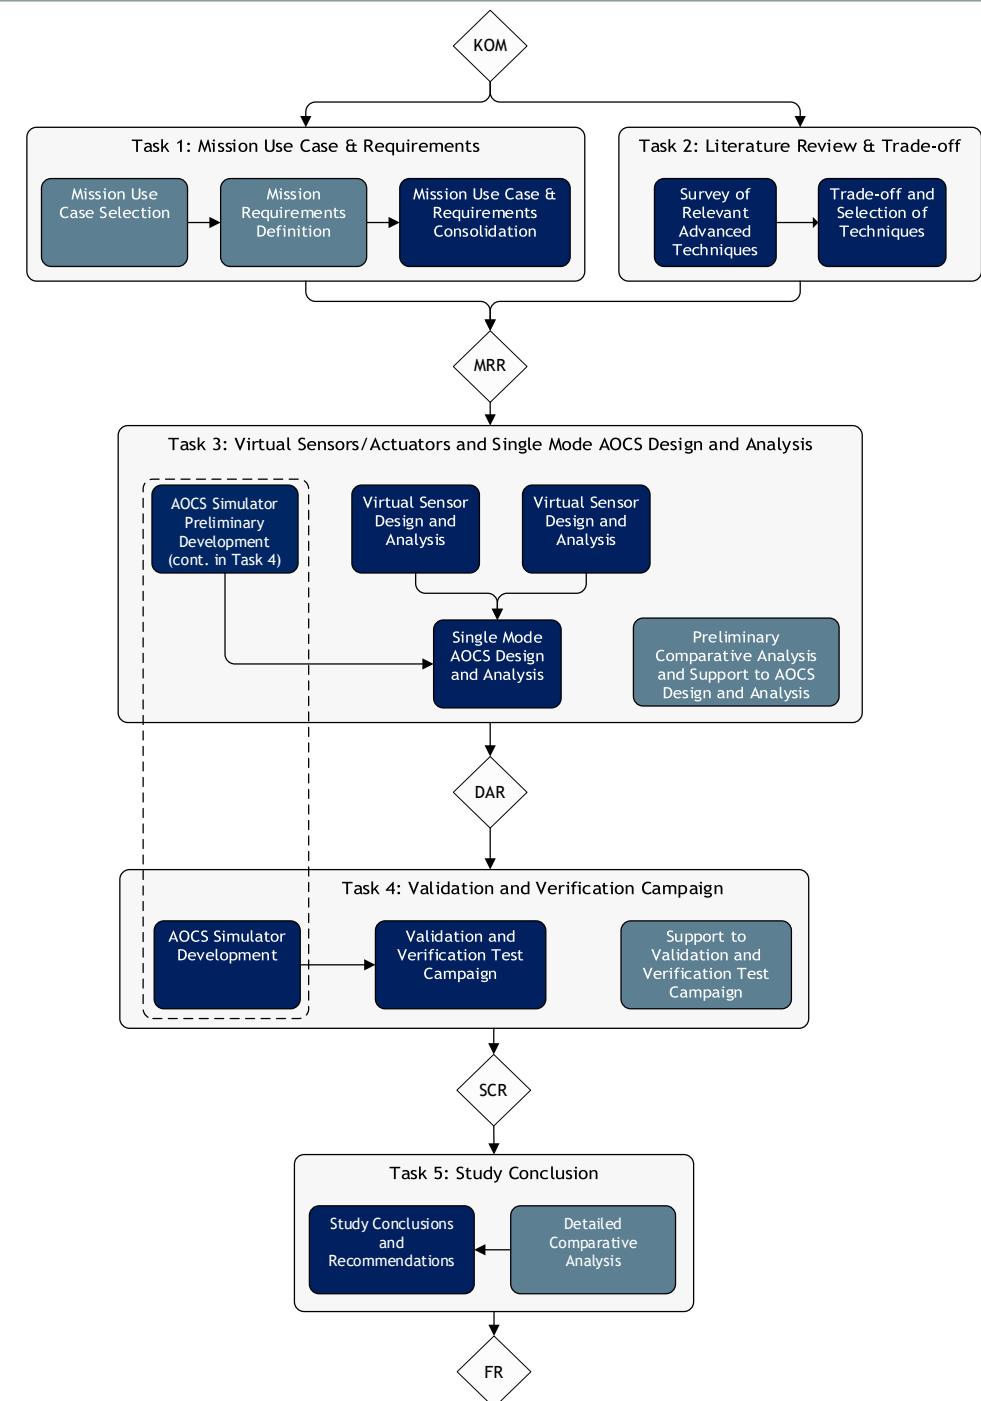 KOM
Task 1: Mission Use Case & Requirements
Mission Use
Case Selection
Mission
Requirements
Definition
Mission Use Case &
Requirements
Consolidation
Task 2: Literature Review & Trade-off
Survey of
Relevant
Advanced
Techniques
Trade-off and
Selection of
Techniques
MRR
Task 3: Virtual Sensors/Actuators and Single Mode AOCS Design and Analysis
AOCS Simulator
Preliminary
Development
(cont. in Task 4)
Virtual Sensor
Design and
Analysis
Virtual Sensor
Design and
Analysis
Single Mode
AOCS Design
and Analysis
Preliminary
Comparative Analysis
and Support to AOCS
Design and Analysis
DAR
Task 4: Validation and Verification Campaign
AOCS Simulator
Development
Validation and
Verification Test
Campaign
Support to
Validation and
Verification Test
Campaign
SCR
Task 5: Study Conclusion
Study Conclusions
and
Recommendations
Detailed
Comparative
Analysis
FR